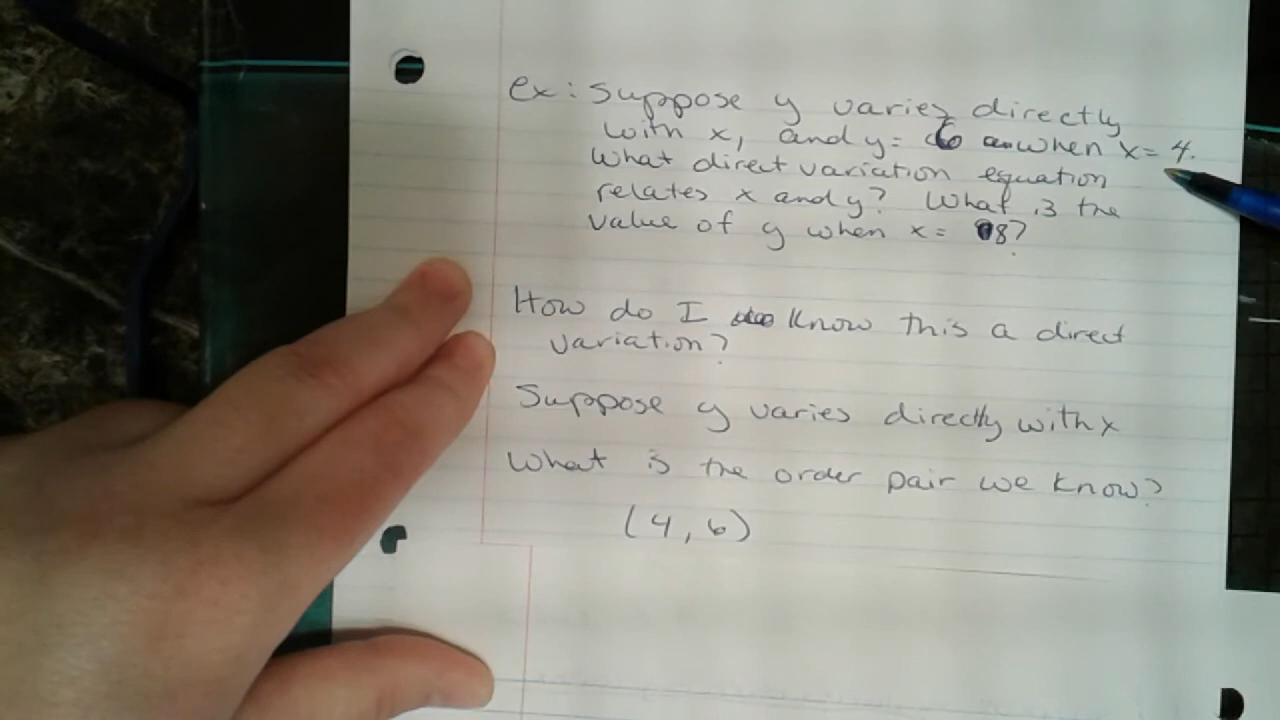 ex: Suppose y varies directly
with x, and y = 6 when x = 4.
What direct variation equation
relates x and y? What is the
value of y when x = 8?
How do I know this a direct
variation?
Suppose y varies directly with x
What is the order pair we know?
(4, 6)